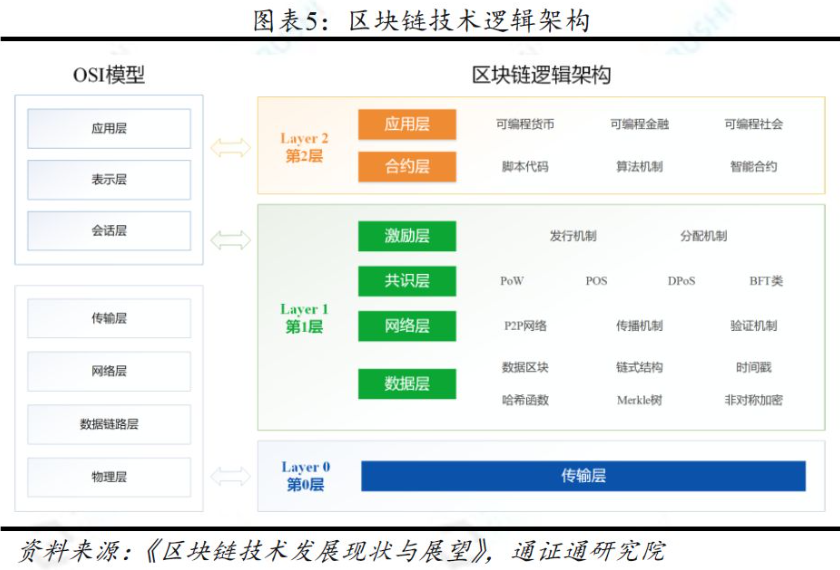 图表5：区块链技术逻辑架构
OSI模型
应用层
表示层
会话层
传输层
网络层
数据链路层
物理层
区块链逻辑架构
Layer 2
第2层
应用层 可编程货币 可编程金融 可编程社会
合约层 脚本代码 算法机制 智能合约
Layer 1
第1层
激励层 发行机制 分配机制
共识层 PoW POS DPoS BFT类
网络层 P2P网络 传播机制 验证机制
数据层
数据区块 链式结构 时间戳
哈希函数 Merkle树 非对称加密
Layer 0
第0层
传输层
资料来源：《区块链技术发展现状与展望》，通证通研究院